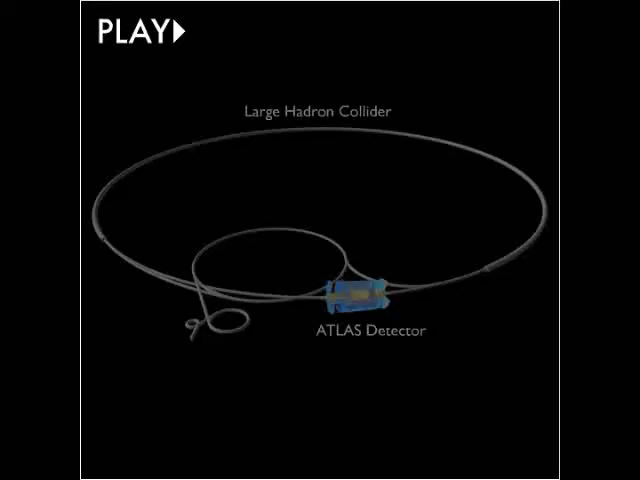 PLAY
Large Hadron Collider
ATLAS Detector